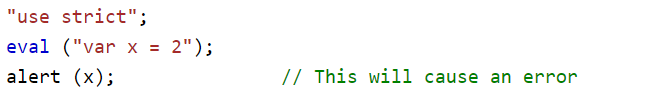 "use strict";
eval ("var x = 2");
alert (x);               // This will cause an error